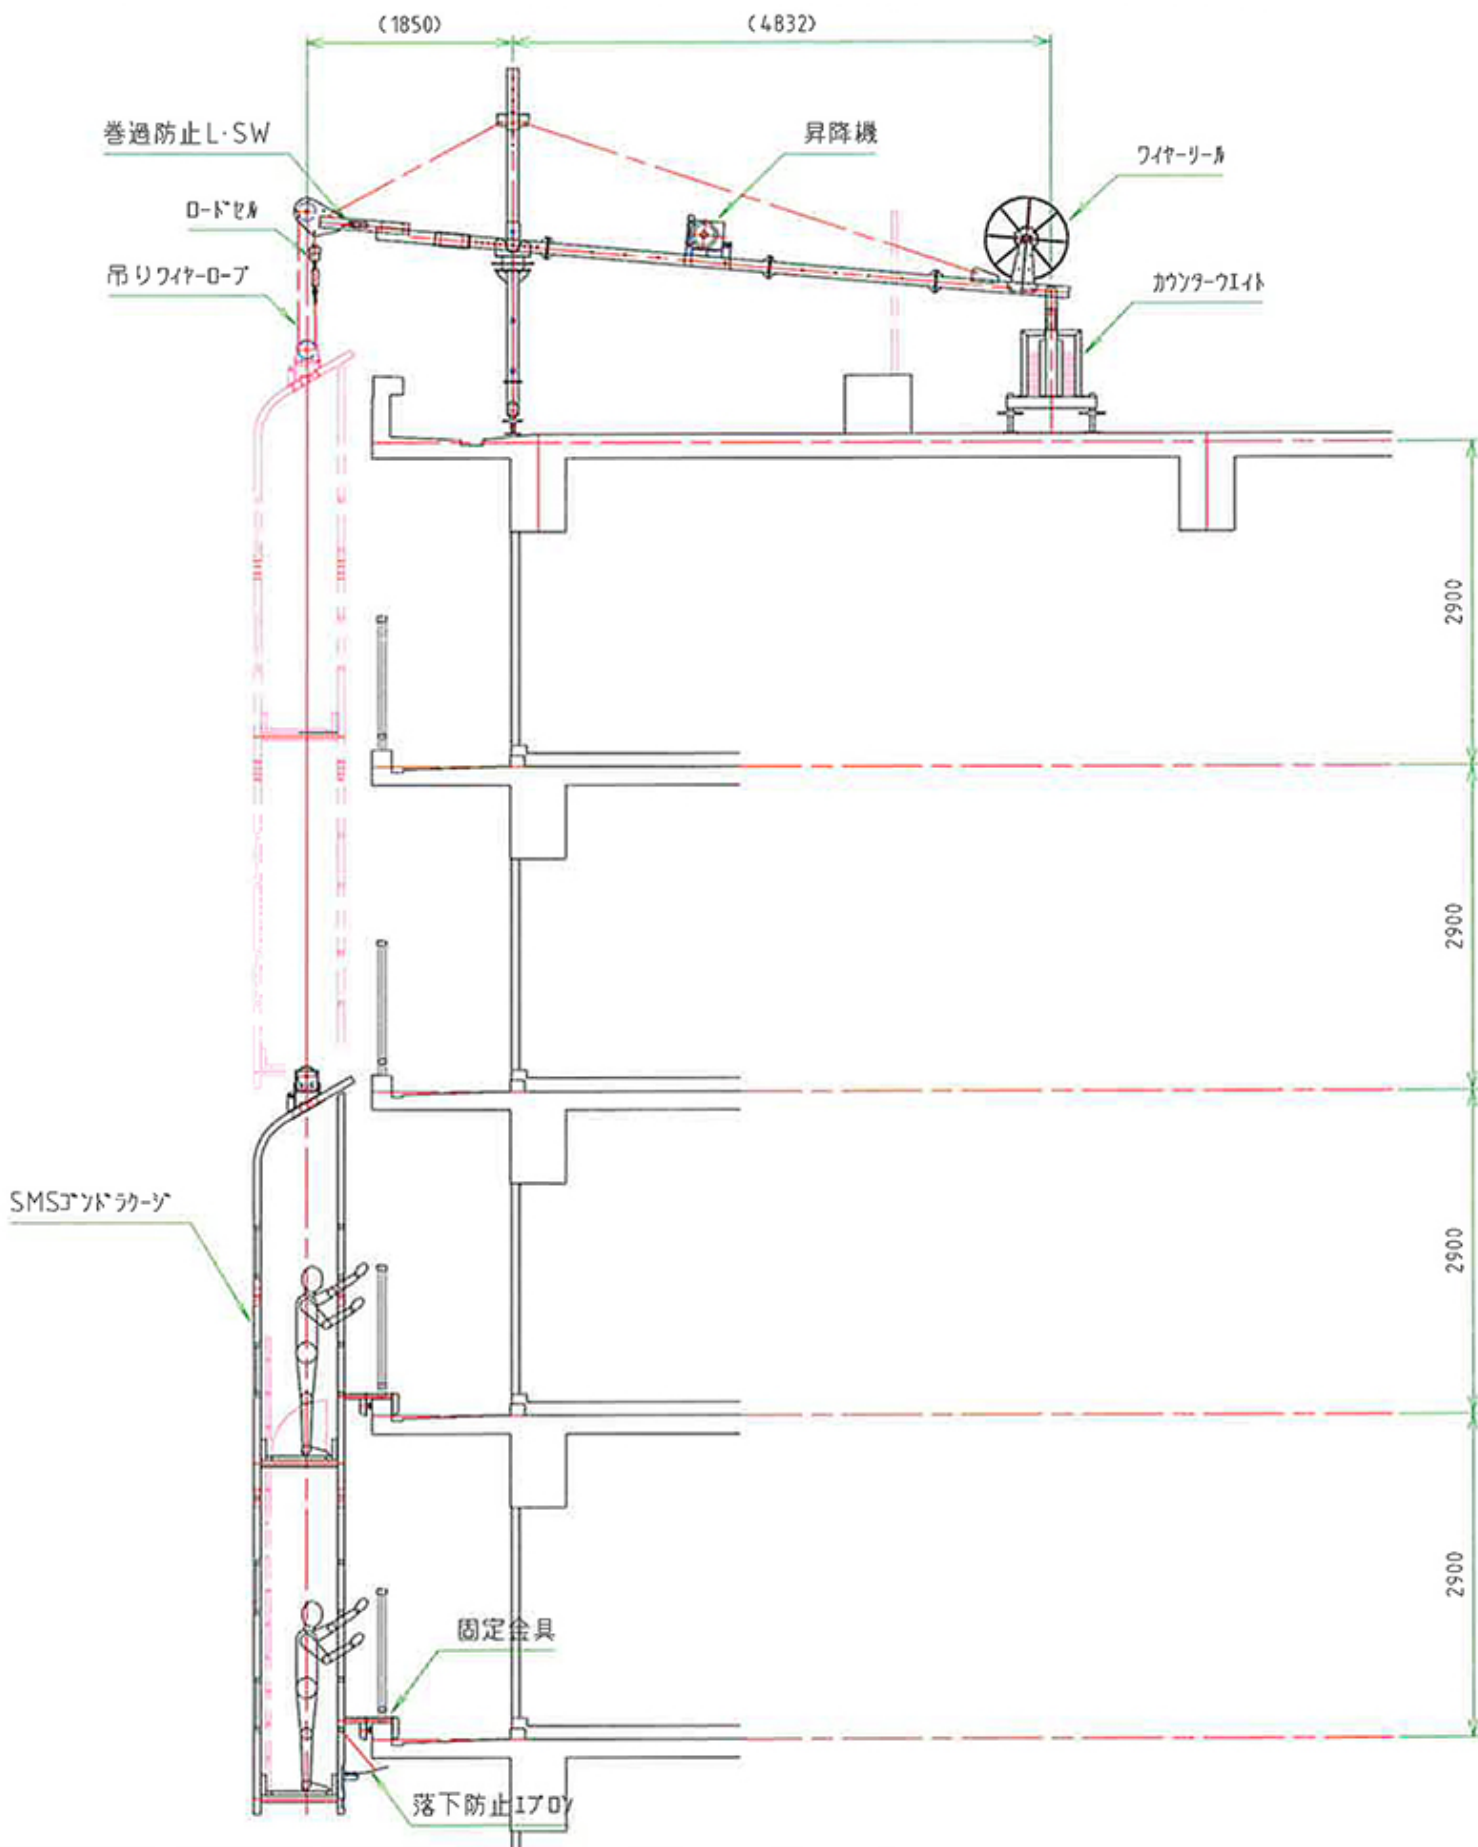 (1850)
(4832)
巻過防止L·SW
昇降機
ワイヤーリール
ロードセル
吊りワイヤーロープ
カウンターウエイト
2900
2900
SMSゴンドラケージ
2900
2900
固定金具
落下防止エプロン